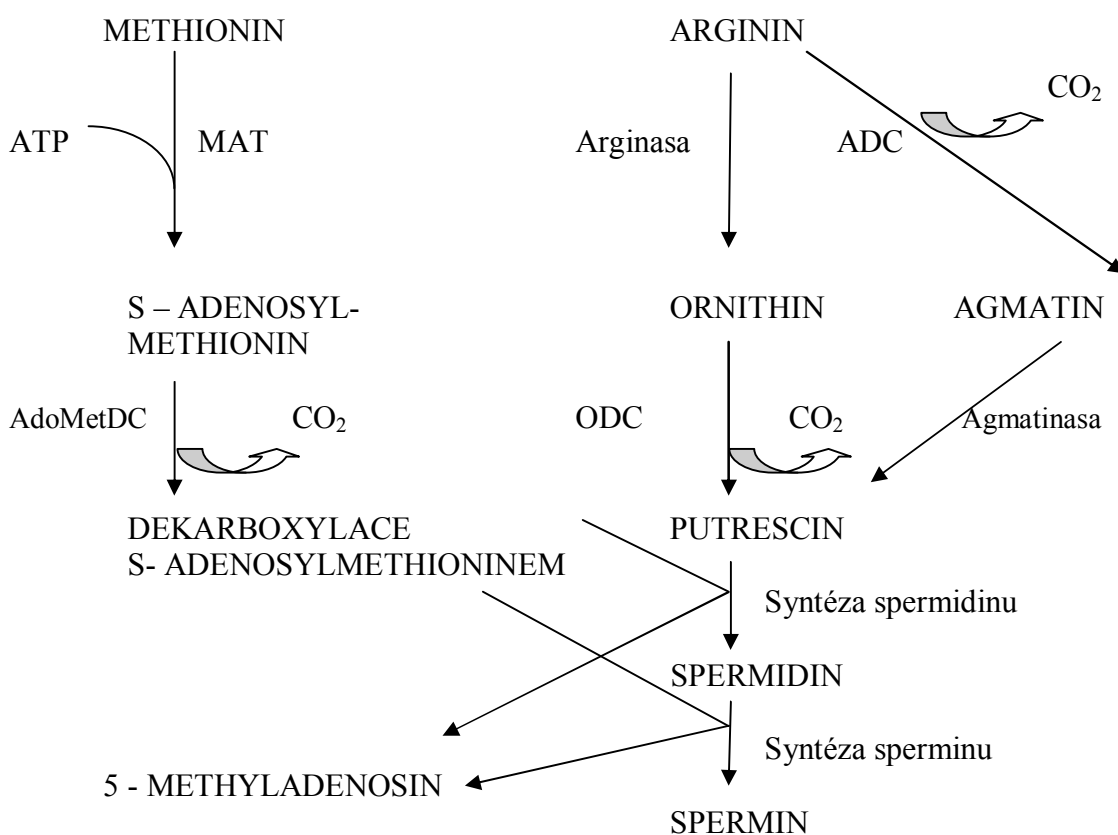 METHIONIN
ARGININ
CO₂
ATP
MAT
Arginasa
ADC
S – ADENOSYL-
METHIONIN
ORNITHIN
AGMATIN
AdoMetDC
CO₂
ODC
CO₂
Agmatinasa
DEKARBOXYLACE
S- ADENOSYLMETHIONINEM
PUTRESCIN
Syntéza spermidinu
SPERMIDIN
Syntéza sperminu
5 - METHYLADENOSIN
SPERMIN